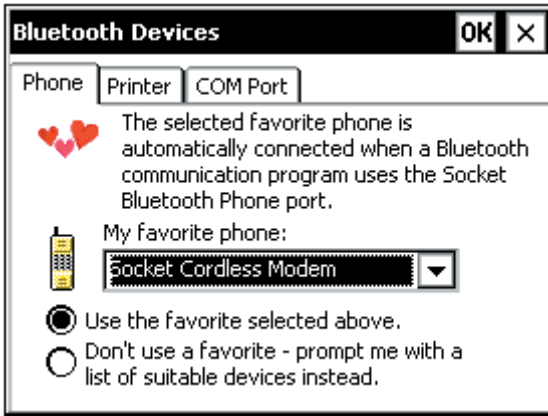 Bluetooth Devices OK ×
Phone Printer COM Port
The selected favorite phone is
automatically connected when a Bluetooth
communication program uses the Socket
Bluetooth Phone port.
My favorite phone:
Socket Cordless Modem
Use the favorite selected above.
Don't use a favorite - prompt me with a
list of suitable devices instead.